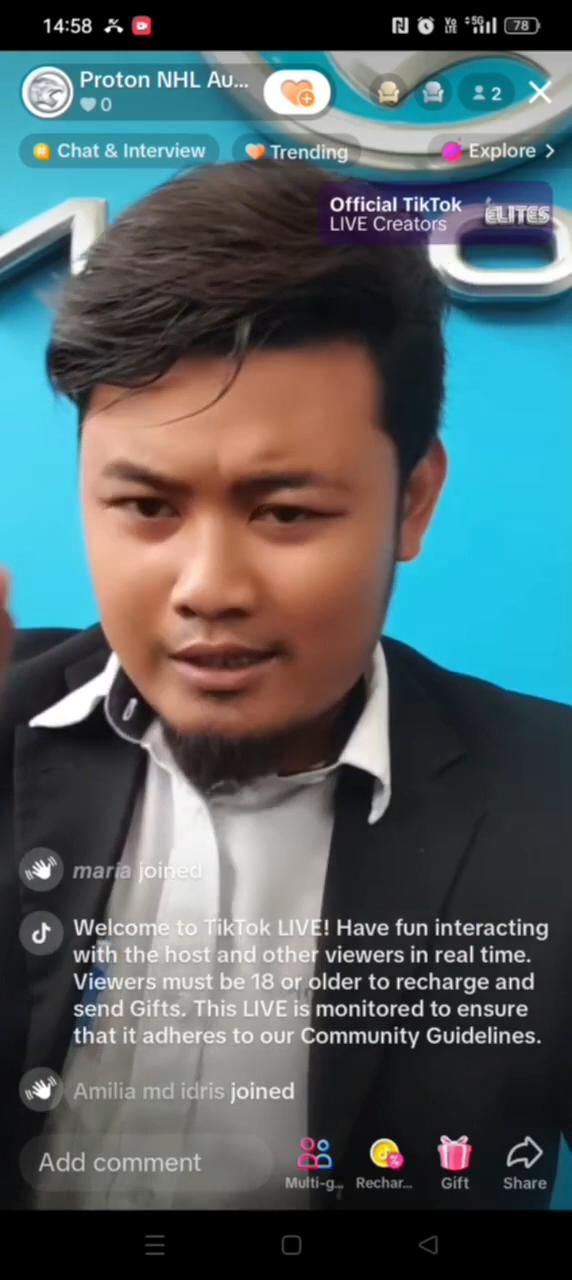 14:58
Vo
LTE
5G
78
Proton NHL Au...
0
2
Chat & Interview
Trending
Explore >
Official TikTok
LIVE Creators
ELITES
maria joined
Welcome to TikTok LIVE! Have fun interacting
with the host and other viewers in real time.
Viewers must be 18 or older to recharge and
send Gifts. This LIVE is monitored to ensure
that it adheres to our Community Guidelines.
Amilia md idris joined
Add comment
Multi-g...
Rechar...
Gift
Share